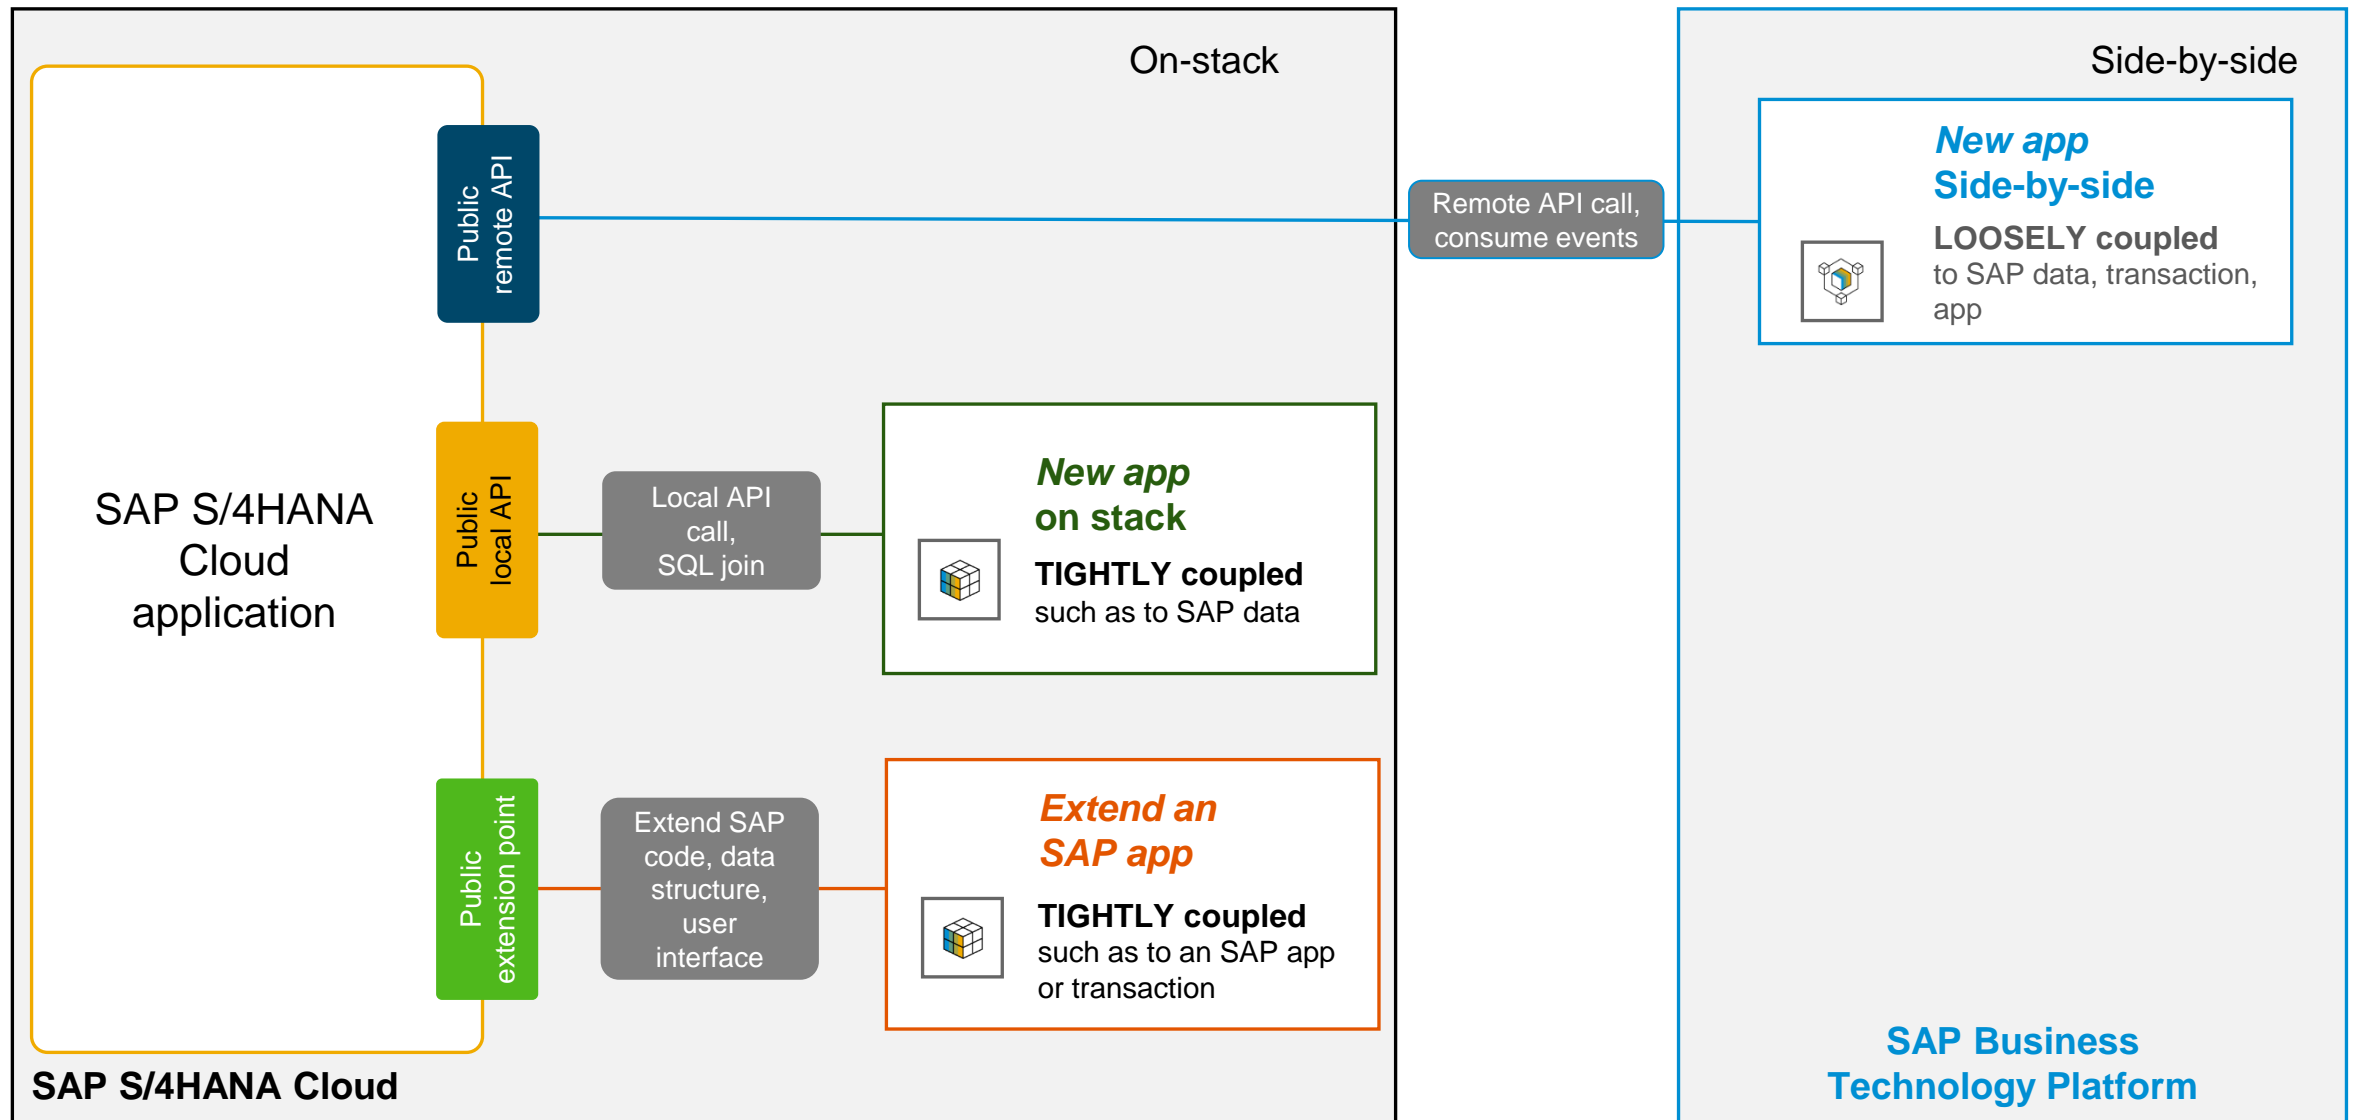 On-stack
Side-by-side
Public
remote API
Remote API call,
consume events
New app
Side-by-side
LOOSELY coupled
to SAP data, transaction,
app
SAP S/4HANA
Cloud
application
Public
local API
Local API
call,
SQL join
New app
on stack
TIGHTLY coupled
such as to SAP data
Public
extension point
Extend SAP
code, data
structure,
user
interface
Extend an
SAP app
TIGHTLY coupled
such as to an SAP app
or transaction
SAP S/4HANA Cloud
SAP Business
Technology Platform